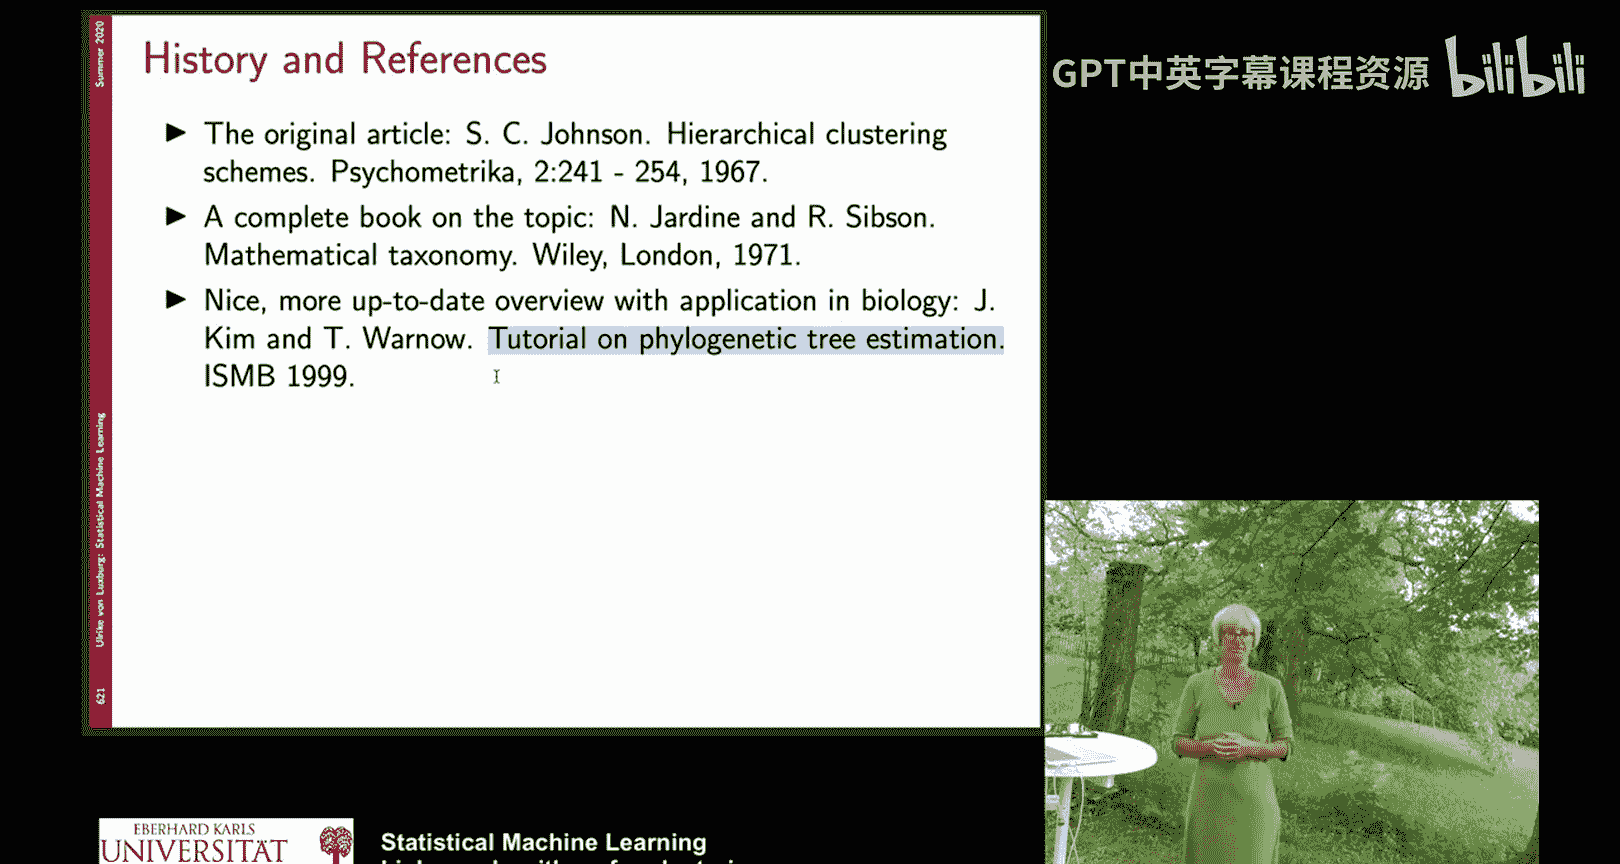 History and References
▶ The original article: S. C. Johnson. Hierarchical clustering
schemes. Psychometrika, 2:241 - 254, 1967.
▶ A complete book on the topic: N. Jardine and R. Sibson.
Mathematical taxonomy. Wiley, London, 1971.
▶ Nice, more up-to-date overview with application in biology: J.
Kim and T. Warnow. Tutorial on phylogenetic tree estimation.
ISMB 1999.
Summer 2020
Ulrike von Luxburg: Statistical Machine Learning
621
GPT中英字幕课程资源 bilibili
EBERHARD KARLS
UNIVERSITÄT
Statistical Machine Learning